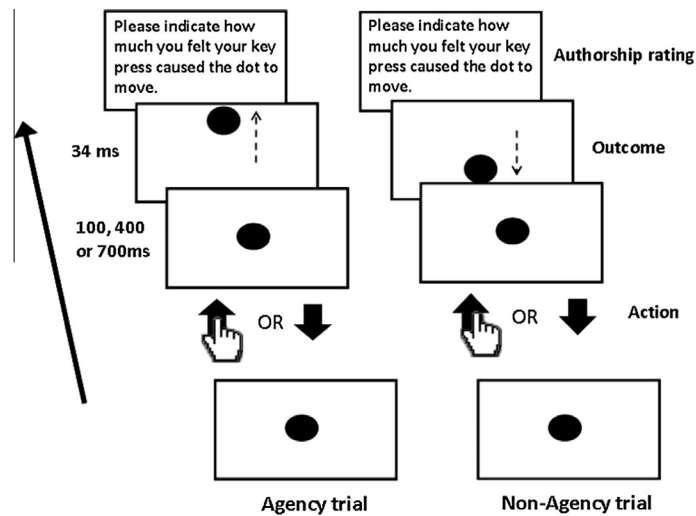 Please indicate how
much you felt your key
press caused the dot to
move.
Please indicate how
much you felt your key
press caused the dot to
move.
Authorship rating
34 ms
Outcome
100, 400
or 700ms
OR
OR
Action
Agency trial
Non-Agency trial